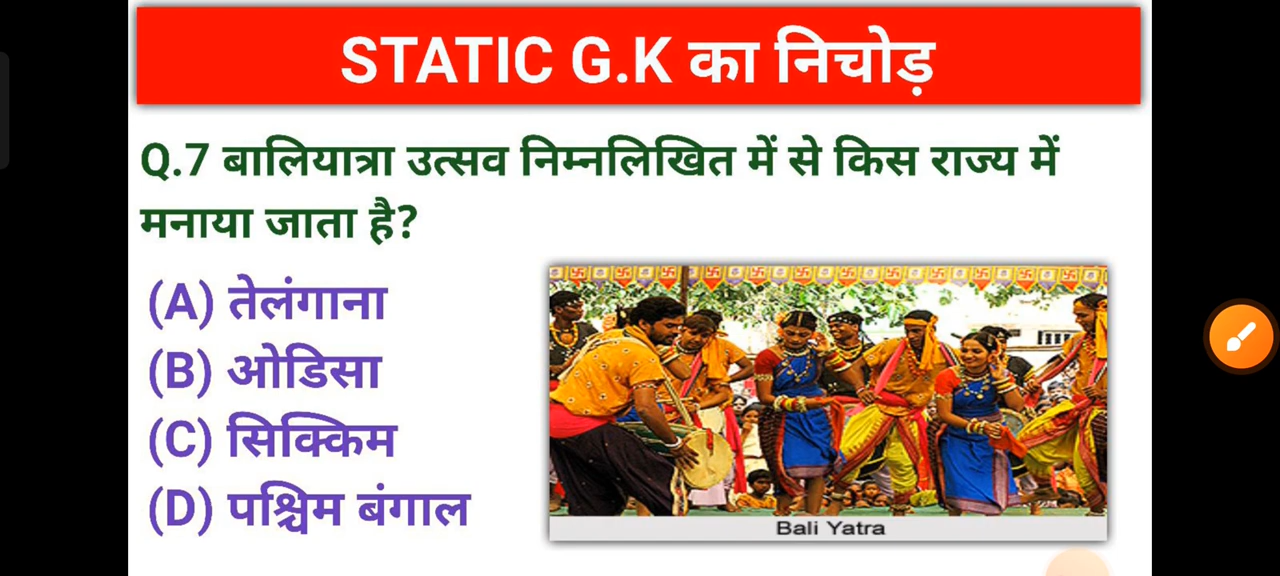 STATIC G.K का निचोड़
Q.7 बालियात्रा उत्सव निम्नलिखित में से किस राज्य में
मनाया जाता है?
(A) तेलंगाना
(B) ओडिसा
(C) सिक्किम
(D) पश्चिम बंगाल
Bali Yatra